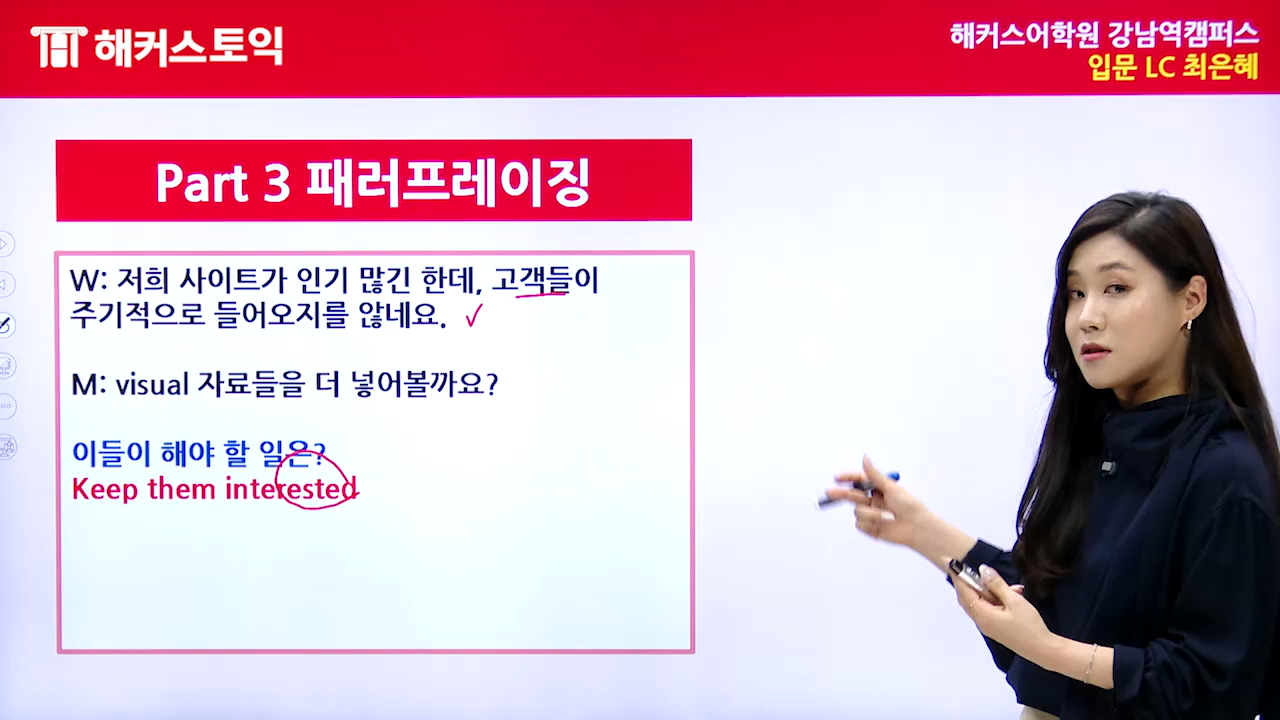 해커스토익
해커스어학원 강남역캠퍼스
입문 LC 최은혜
Part 3 패러프레이징
W: 저희 사이트가 인기 많긴 한데, 고객들이
주기적으로 들어오지를 않네요.
M: visual 자료들을 더 넣어볼까요?
이들이 해야 할 일은?
Keep them interested